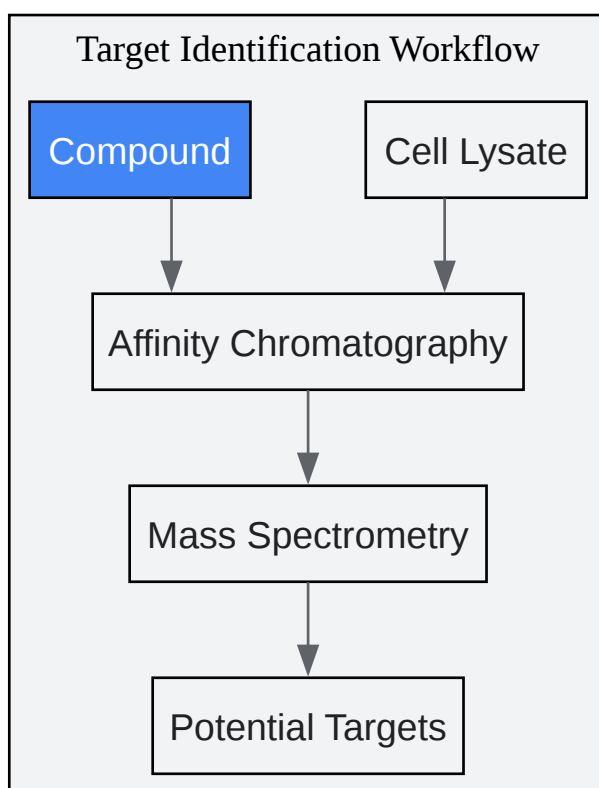 Target Identification Workflow
Compound
Cell Lysate
Affinity Chromatography
Mass Spectrometry
Potential Targets